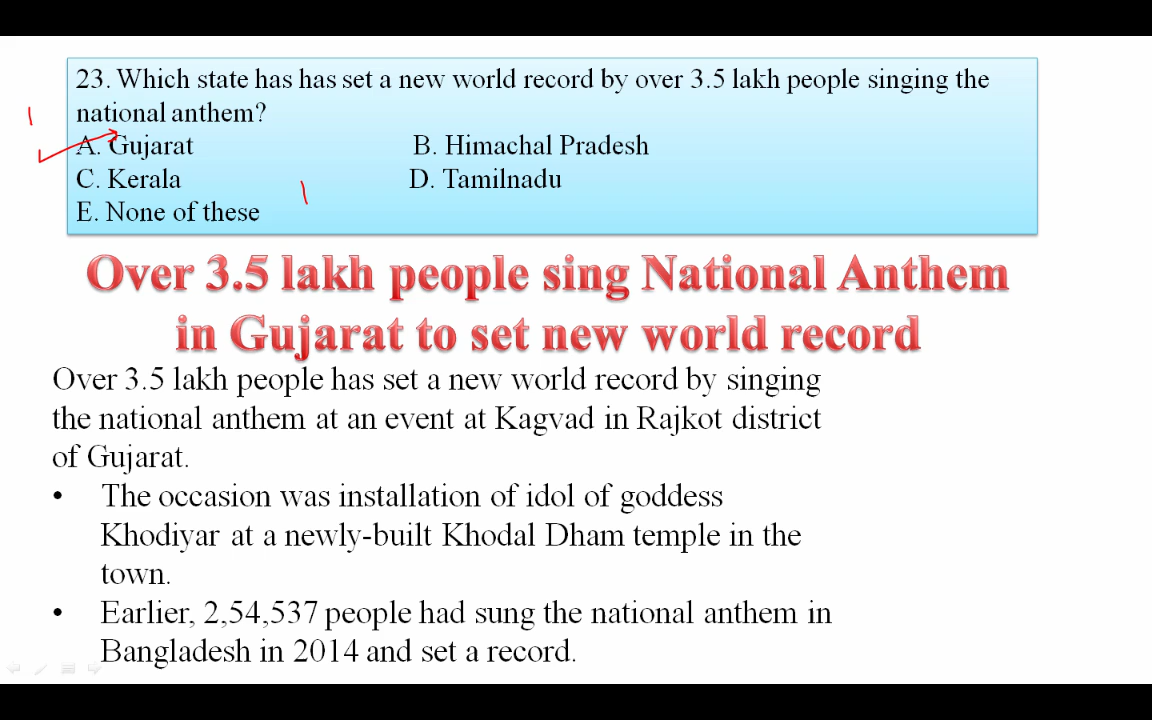 23. Which state has has set a new world record by over 3.5 lakh people singing the
national anthem?
A. Gujarat B. Himachal Pradesh
C. Kerala D. Tamilnadu
E. None of these
Over 3.5 lakh people sing National Anthem
in Gujarat to set new world record
Over 3.5 lakh people has set a new world record by singing
the national anthem at an event at Kagvad in Rajkot district
of Gujarat.
• The occasion was installation of idol of goddess
Khodiyar at a newly-built Khodal Dham temple in the
town.
• Earlier, 2,54,537 people had sung the national anthem in
Bangladesh in 2014 and set a record.